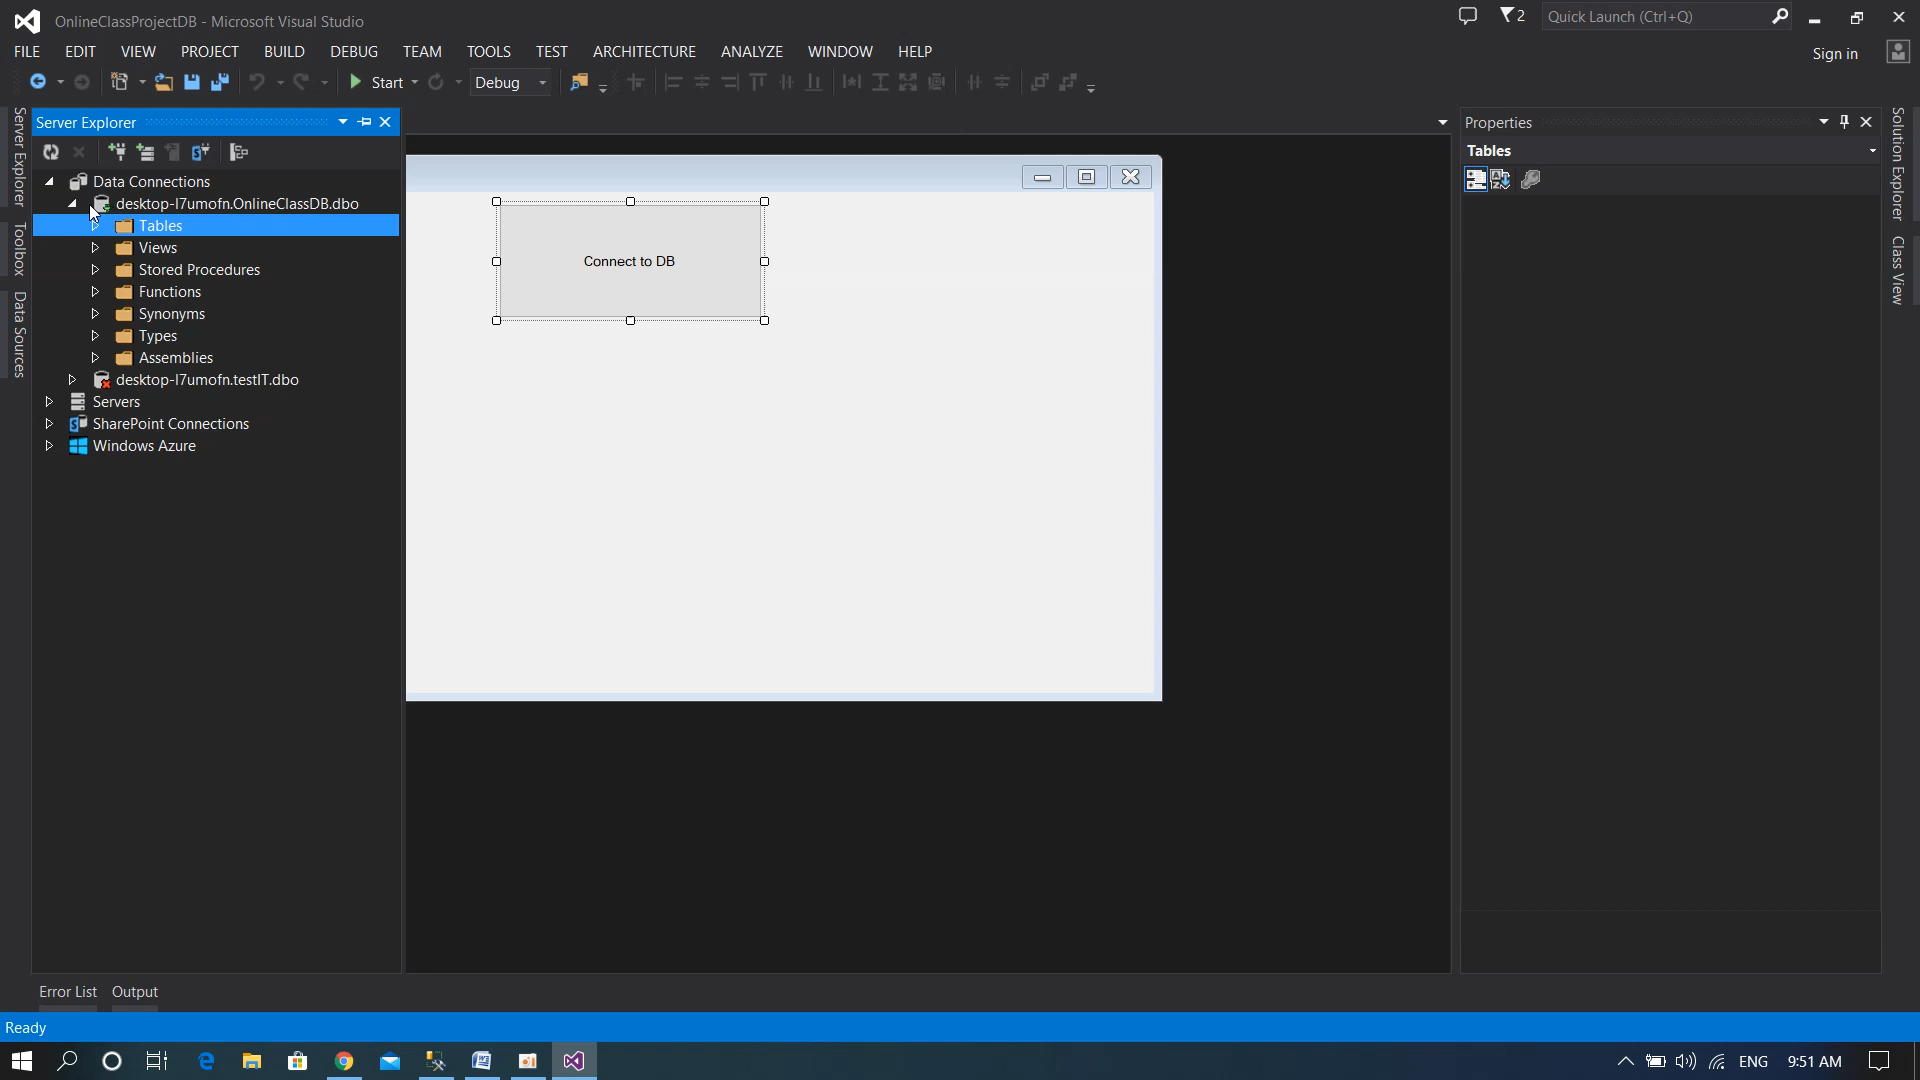 OnlineClassProjectDB - Microsoft Visual Studio
2
Quick Launch (Ctrl+Q)
FILE EDIT VIEW PROJECT BUILD DEBUG TEAM TOOLS TEST ARCHITECTURE ANALYZE WINDOW HELP
Sign in
Start
Debug
Server Explorer
Toolbox
Data Sources
Server Explorer
Data Connections
desktop-l7umofn.OnlineClassDB.dbo
Tables
Views
Stored Procedures
Functions
Synonyms
Types
Assemblies
desktop-l7umofn.testIT.dbo
Servers
SharePoint Connections
Windows Azure
Connect to DB
Properties
Tables
Solution Explorer
Class View
Error List Output
Ready
ENG 9:51 AM